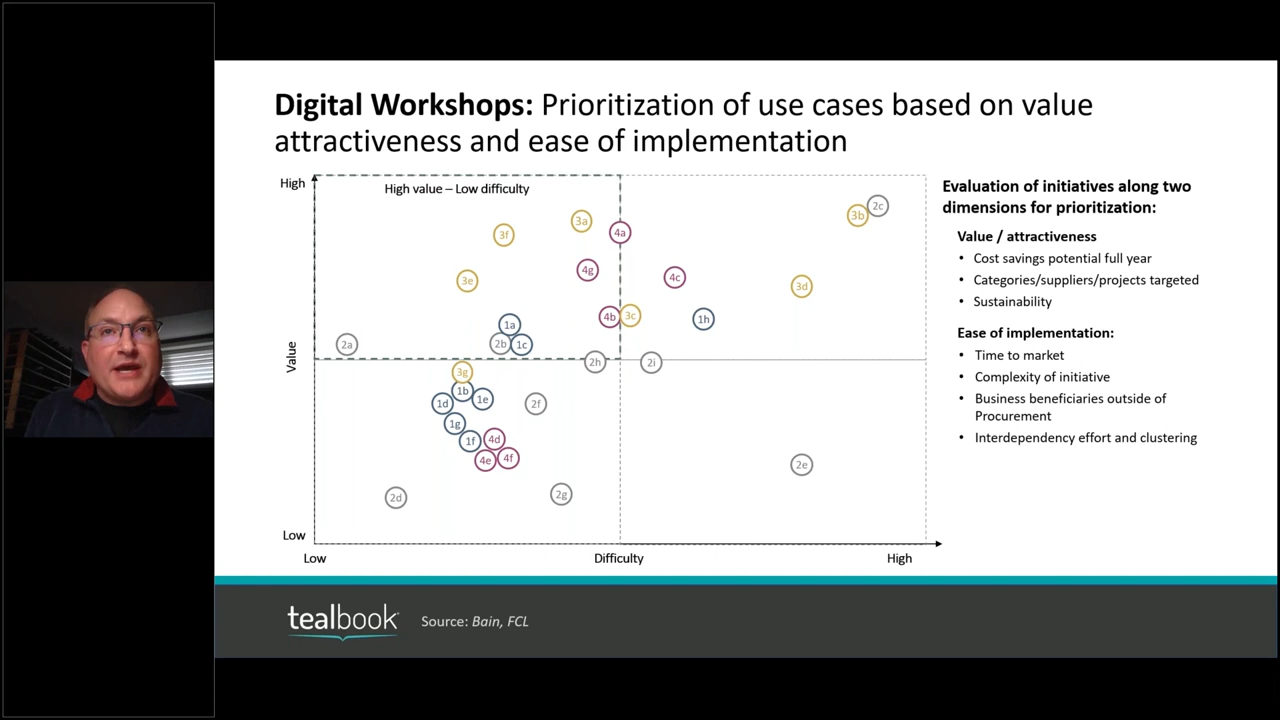 Digital Workshops: Prioritization of use cases based on value
attractiveness and ease of implementation
High
High value – Low difficulty
3f
3a
4a
3b
2c
3e
4g
4c
3d
4b
3c
1h
1a
2a
2b
1c
Value
2h
2i
3g
1b
1d
1e
2f
1g
1f
4d
4e
4f
2e
2d
2g
Low
Low
Difficulty
High
Evaluation of initiatives along two
dimensions for prioritization:
Value / attractiveness
• Cost savings potential full year
• Categories/suppliers/projects targeted
• Sustainability
Ease of implementation:
• Time to market
• Complexity of initiative
• Business beneficiaries outside of
Procurement
• Interdependency effort and clustering
tealbook
Source: Bain, FCL